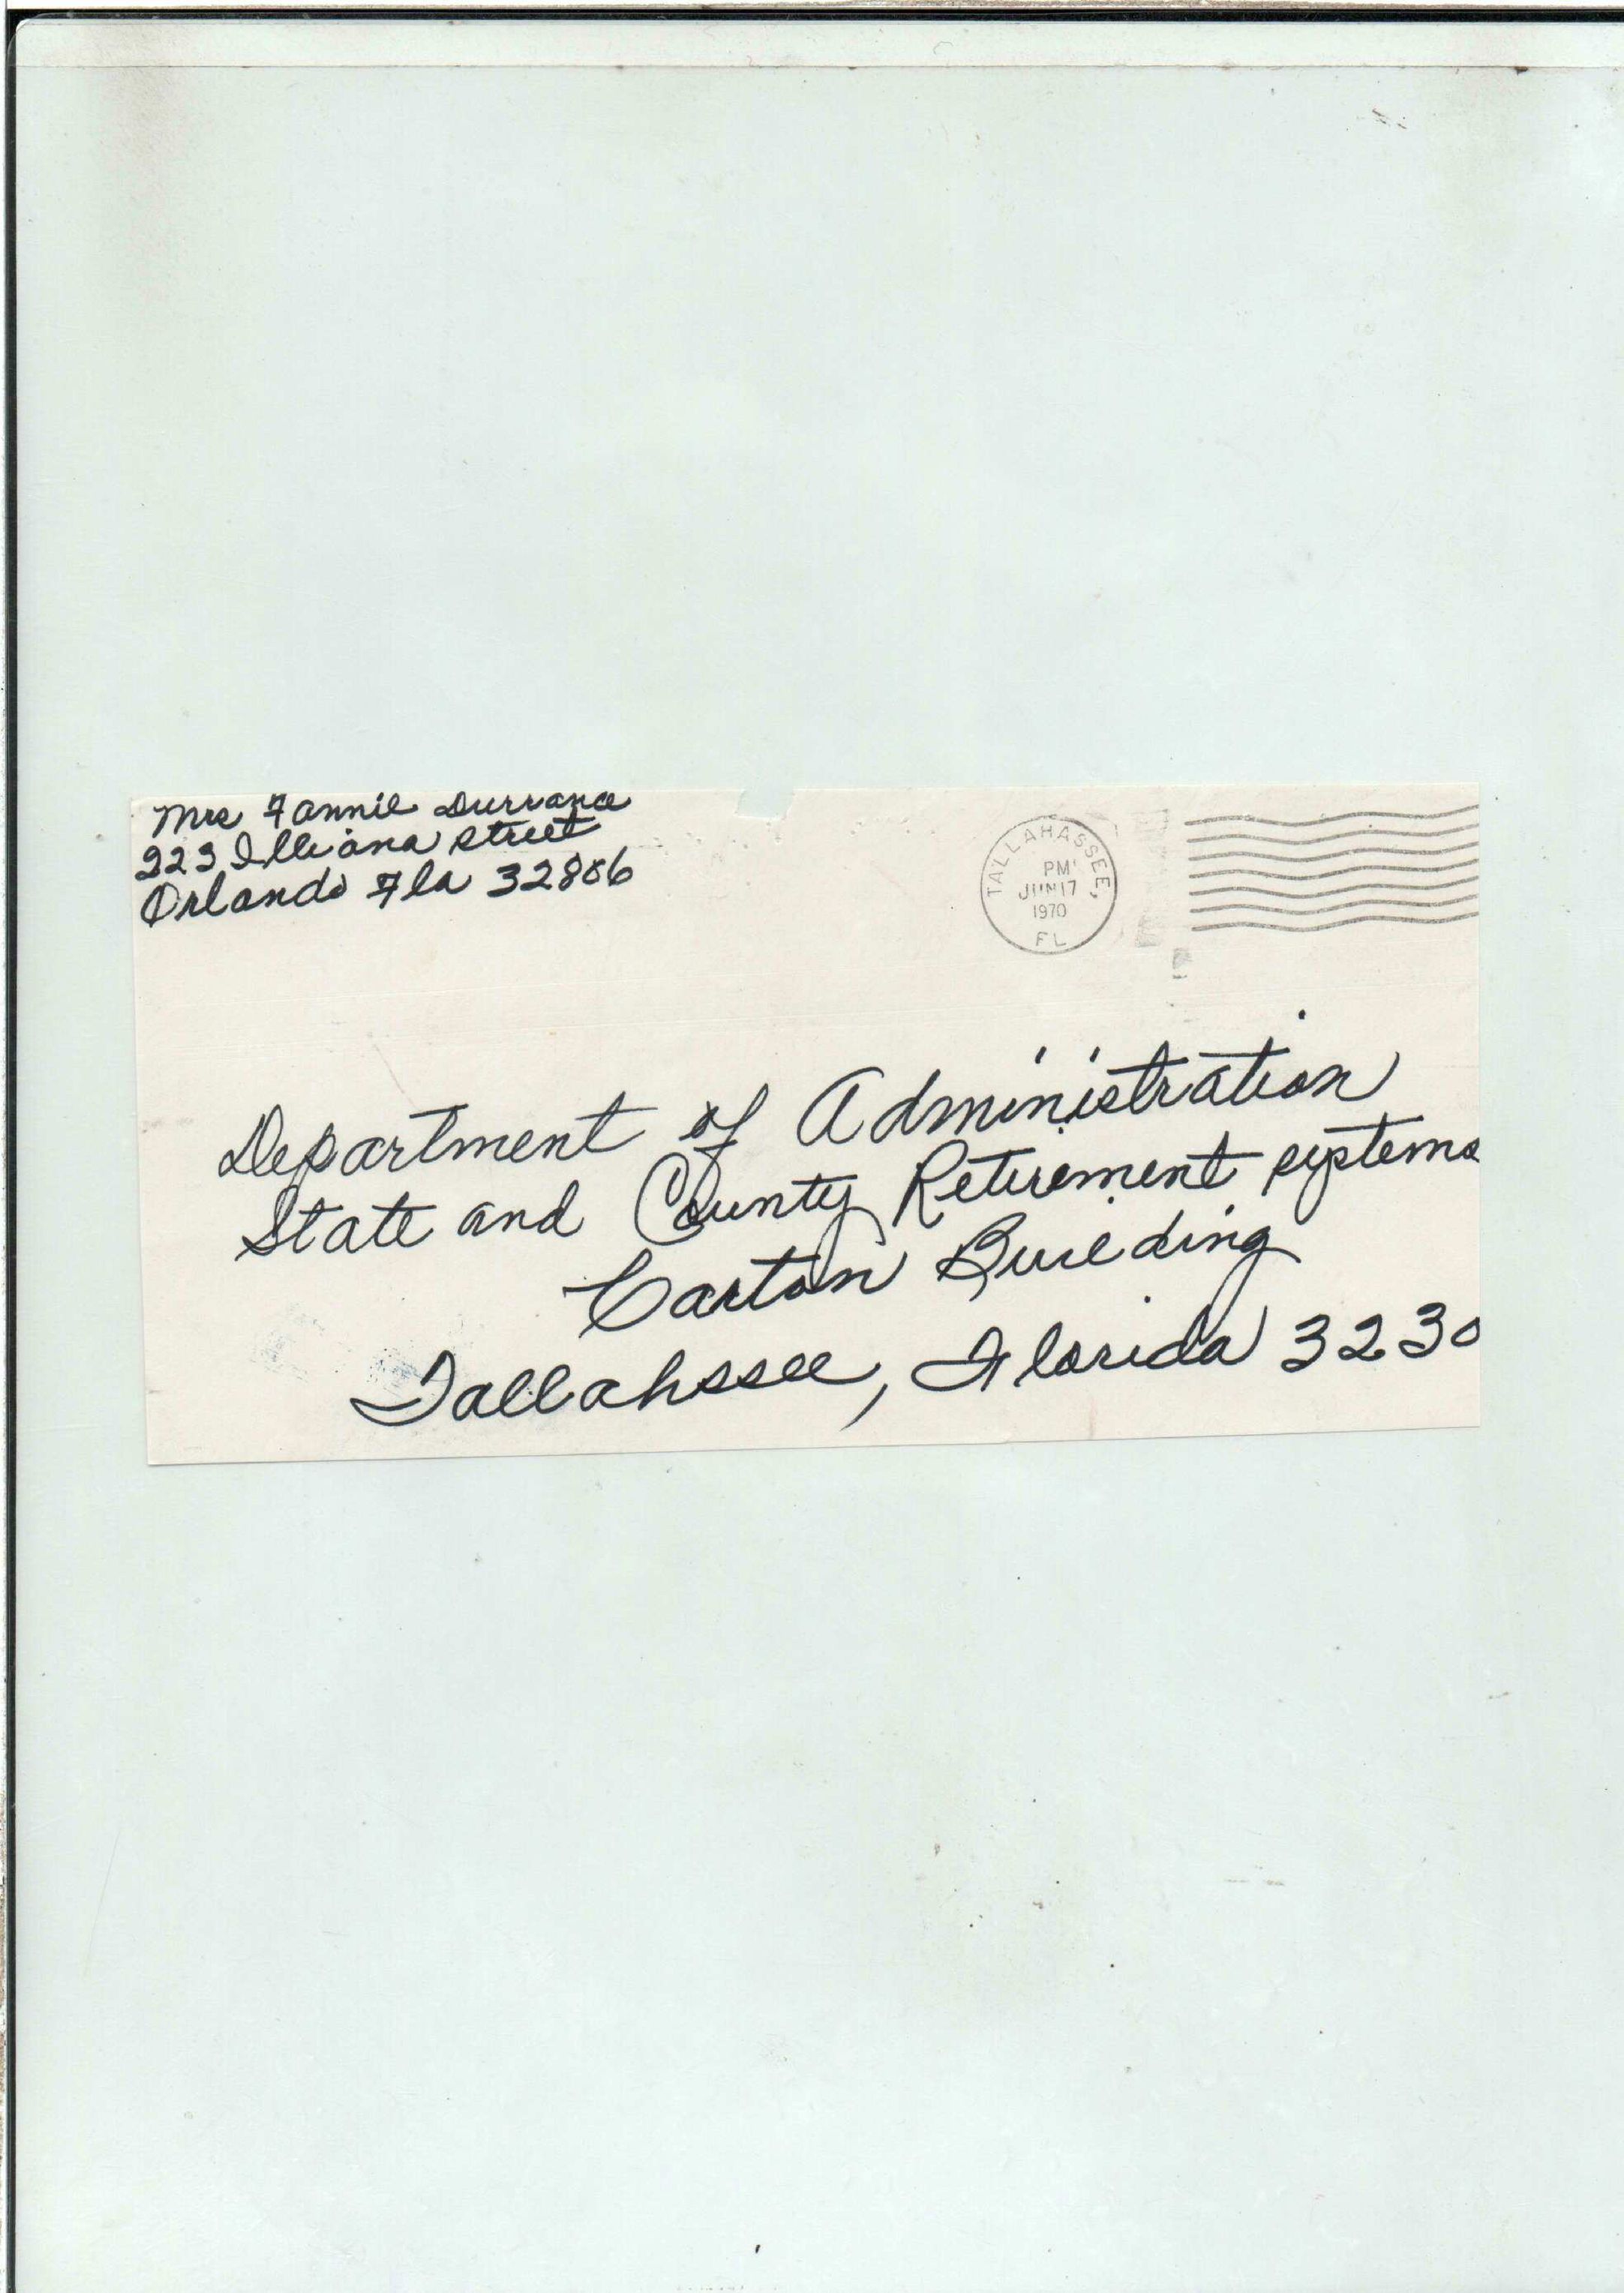 Mrs Fannie Durrance
223 Illiana Street
Orlando Fla 32806
TALLAHASSEE,
PM
JUN 17
1970
FL
Department of Administration
State and County Retirement systems
Carton Building
Tallahssee, Florida 3230